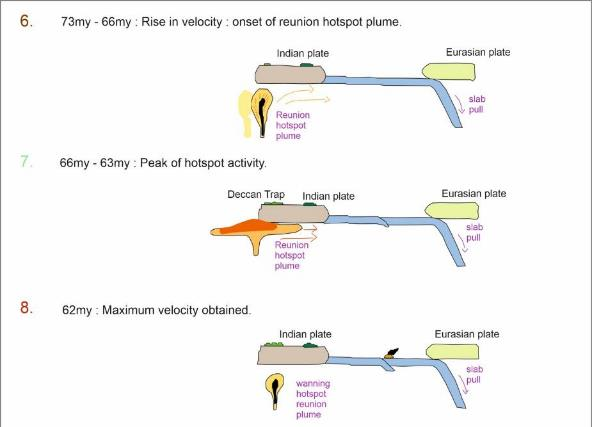 6. 73my - 66my : Rise in velocity : onset of reunion hotspot plume.
Indian plate
Eurasian plate
Reunion
hotspot
plume
slab
pull
7. 66my - 63my : Peak of hotspot activity.
Deccan Trap
Indian plate
Eurasian plate
Reunion
hotspot
plume
slab
pull
8. 62my : Maximum velocity obtained.
Indian plate
Eurasian plate
wanning
hotspot
reunion
plume
slab
pull